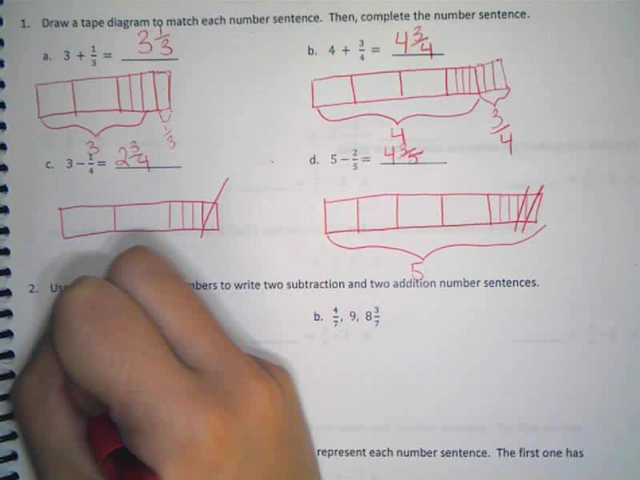 1. Draw a tape diagram to match each number sentence. Then, complete the number sentence.
a. 3 + 1/3 = 3 1/3
b. 4 + 3/4 = 4 3/4
3
1/3
4
3/4
c. 3 − 1/4 = 2 3/4
d. 5 − 2/5 = 4 3/5
5
2. bers to write two subtraction and two addition number sentences.
b. 4/7, 9, 8 3/7
represent each number sentence. The first one has